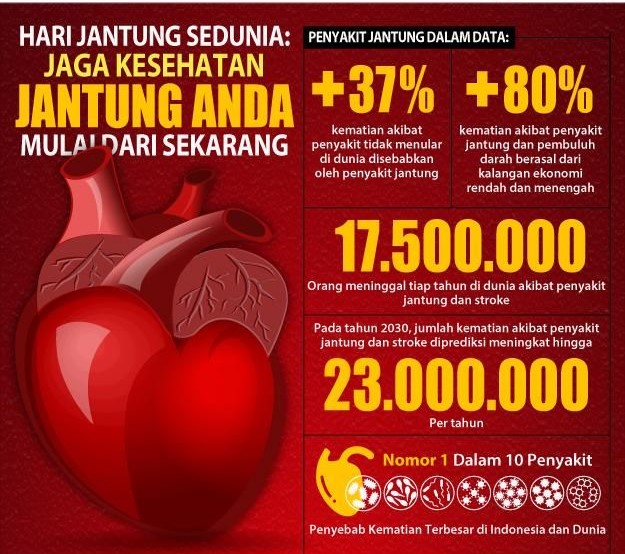 HARI JANTUNG SEDUNIA:
JAGA KESEHATAN
JANTUNG ANDA
MULAI DARI SEKARANG
PENYAKIT JANTUNG DALAM DATA:
+37%
kematian akibat
penyakit tidak menular
di dunia disebabkan
oleh penyakit jantung
+80%
kematian akibat penyakit
jantung dan pembuluh
darah berasal dari
kalangan ekonomi
rendah dan menengah
17.500.000
Orang meninggal tiap tahun di dunia akibat penyakit
jantung dan stroke
Pada tahun 2030, jumlah kematian akibat penyakit
jantung dan stroke diprediksi meningkat hingga
23.000.000
Per tahun
Nomor 1 Dalam 10 Penyakit
Penyebab Kematian Terbesar di Indonesia dan Dunia